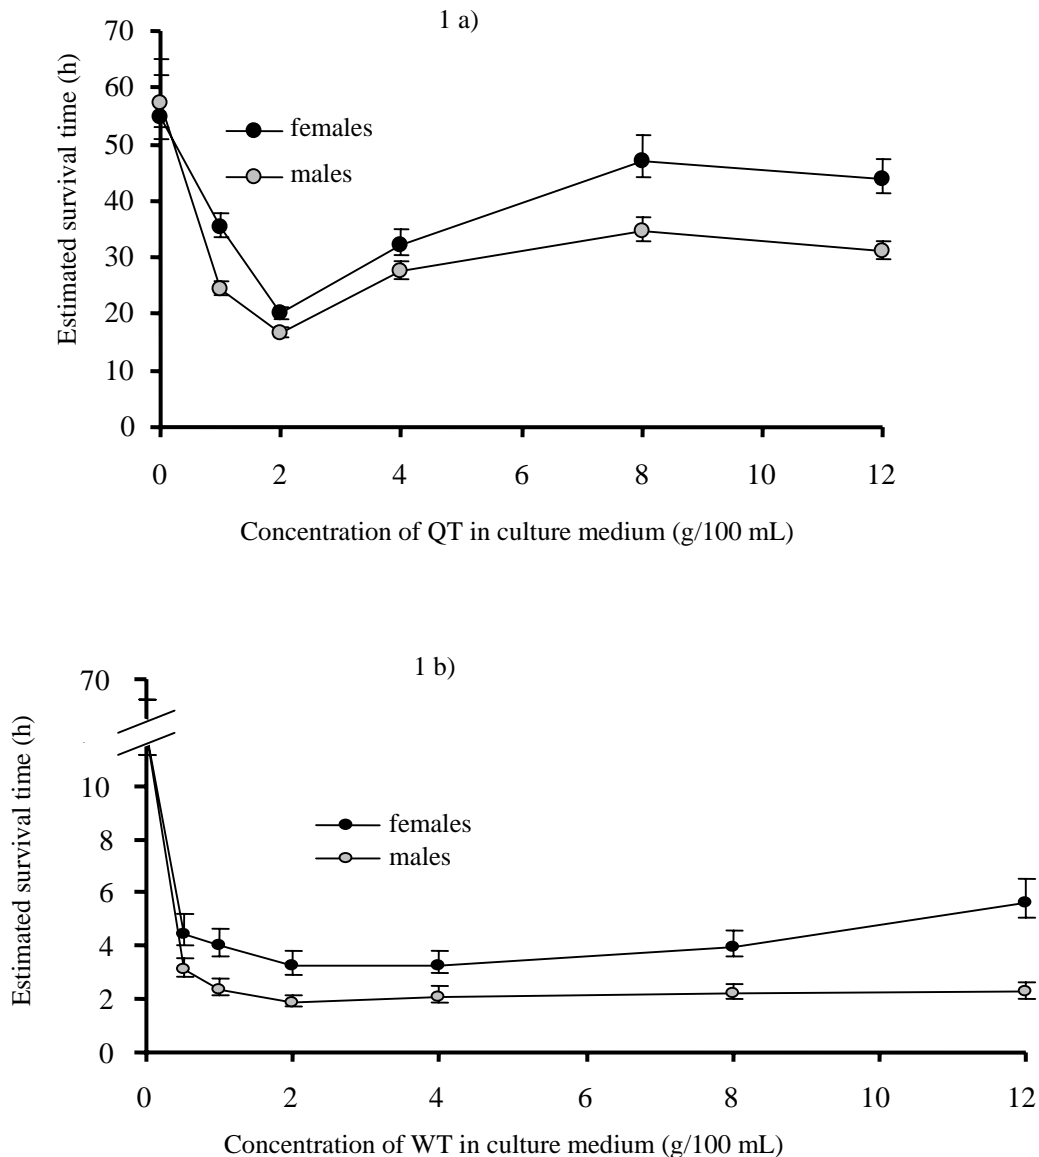 1 a)
70
60
50
40
30
20
10
0
Estimated survival time (h)
females
males
0 2 4 6 8 10 12
Concentration of QT in culture medium (g/100 mL)
1 b)
70
10
8
6
4
2
0
Estimated survival time (h)
females
males
0 2 4 6 8 10 12
Concentration of WT in culture medium (g/100 mL)